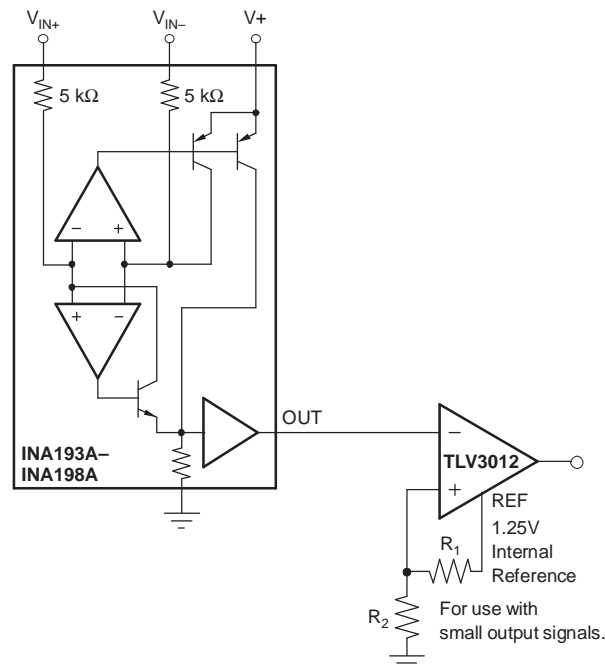 V_IN+ V_IN– V+
5 kΩ 5 kΩ
– +
+ –
OUT
INA193A–
INA198A
–
TLV3012
+
REF
1.25V
Internal
Reference
R_1
R_2
For use with
small output signals.